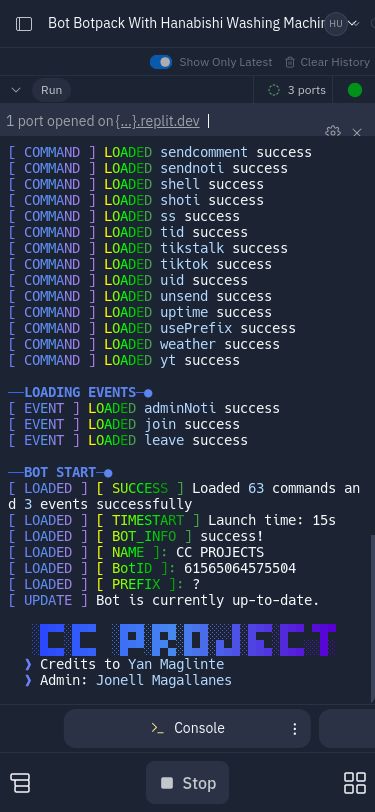 Bot Botpack With Hanabishi Washing Machin
HU
Show Only Latest
Clear History
Run
3 ports
1 port opened on {...}.replit.dev
[ COMMAND ] LOADED sendcomment success
[ COMMAND ] LOADED sendnoti success
[ COMMAND ] LOADED shell success
[ COMMAND ] LOADED shoti success
[ COMMAND ] LOADED ss success
[ COMMAND ] LOADED tid success
[ COMMAND ] LOADED tikstalk success
[ COMMAND ] LOADED tiktok success
[ COMMAND ] LOADED uid success
[ COMMAND ] LOADED unsend success
[ COMMAND ] LOADED uptime success
[ COMMAND ] LOADED usePrefix success
[ COMMAND ] LOADED weather success
[ COMMAND ] LOADED yt success
──LOADING EVENTS─●
[ EVENT ] LOADED adminNoti success
[ EVENT ] LOADED join success
[ EVENT ] LOADED leave success
──BOT START─●
[ LOADED ] [ SUCCESS ] Loaded 63 commands an
d 3 events successfully
[ LOADED ] [ TIMESTART ] Launch time: 15s
[ LOADED ] [ BOT_INFO ] success!
[ LOADED ] [ NAME ]: CC PROJECTS
[ LOADED ] [ BotID ]: 61565064575504
[ LOADED ] [ PREFIX ]: ?
[ UPDATE ] Bot is currently up-to-date.
CC PROJECT
❯ Credits to Yan Maglinte
❯ Admin: Jonell Magallanes
Console
Stop